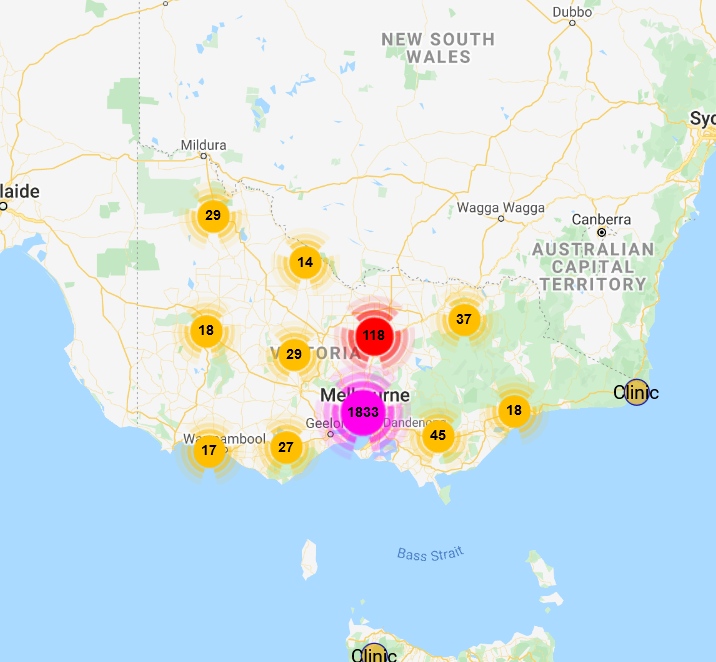 Dubbo
NEW SOUTH
WALES
Syd
Mildura
laide
Wagga Wagga
29
Canberra
AUSTRALIAN
CAPITAL
TERRITORY
14
37
18
118
29
VICTORIA
Clinic
Melbourne
1833
18
Geelon
Dandenong
45
Warrnambool
27
17
Bass Strait
Clinic